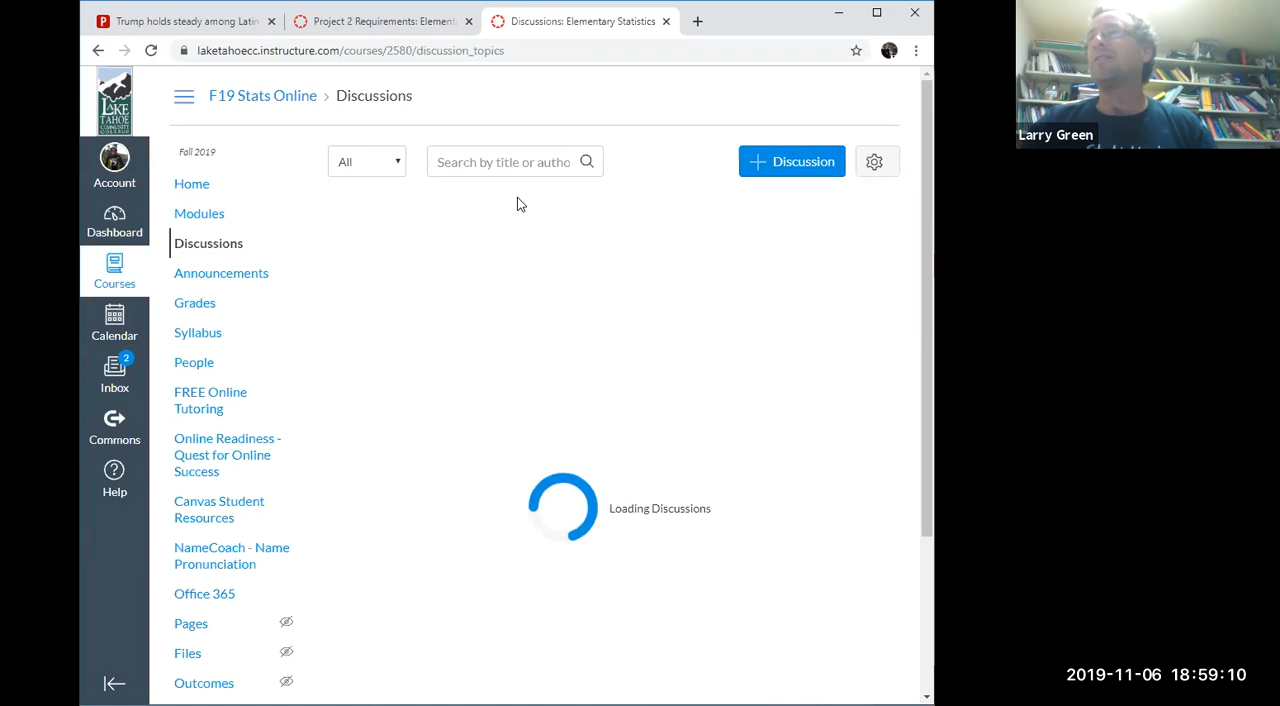 Trump holds steady among Latin
Project 2 Requirements: Element
Discussions: Elementary Statistics
laketahoecc.instructure.com/courses/2580/discussion_topics
LAKE
TAHOE
COMMUNITY
COLLEGE
F19 Stats Online › Discussions
Fall 2019
All
Search by title or autho
Discussion
Account
Dashboard
Courses
Calendar
2
Inbox
Commons
Help
Home
Modules
Discussions
Announcements
Grades
Syllabus
People
FREE Online
Tutoring
Online Readiness -
Quest for Online
Success
Canvas Student
Resources
NameCoach - Name
Pronunciation
Office 365
Pages
Files
Outcomes
Loading Discussions
Larry Green
2019-11-06 18:59:10